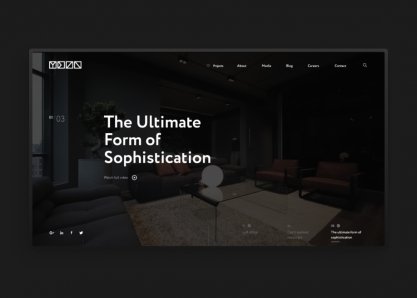 Projects
About
Media
Blog
Careers
Contact
03
The Ultimate
Form of
Sophistication
Watch full video
The ultimate form of
sophistication